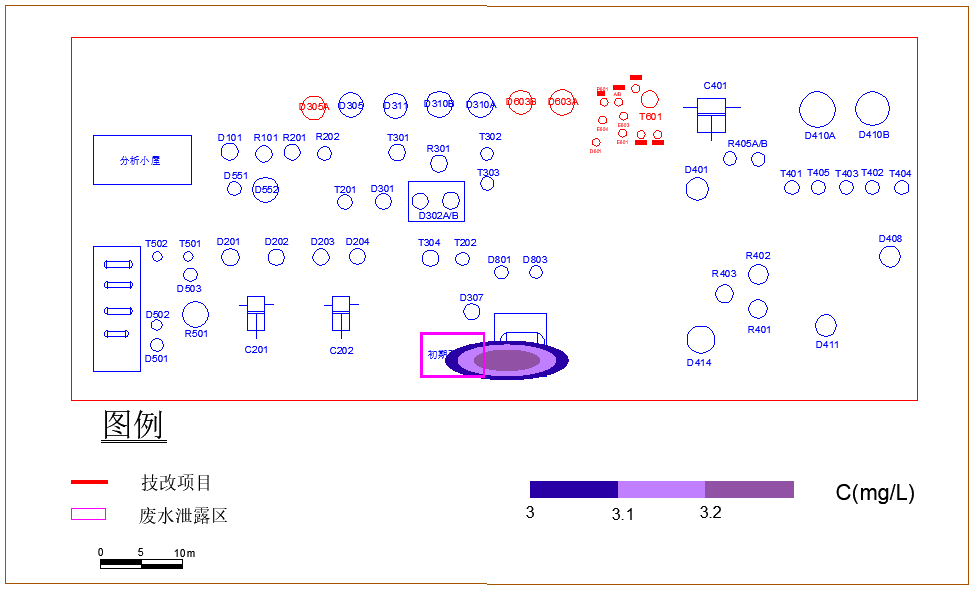 C401
D305A D305 D311 D310B D310A D603B D603A
T601
D410A D410B
D101 R101 R201 R202 T301 T302
R405A/B
分析小屋
R301
D551 D552 T303
D401
T401 T405 T403 T402 T404
T201 D301
D302A/B
T502 T501 D201 D202 D203 D204 T304 T202
D408
D801 D803
R402
D503
R403
D307
D502
R501
R401
D501
C201 C202
D411
初期
D414
图例
技改项目
废水泄露区
C(mg/L)
3 3.1 3.2
0 5 10m